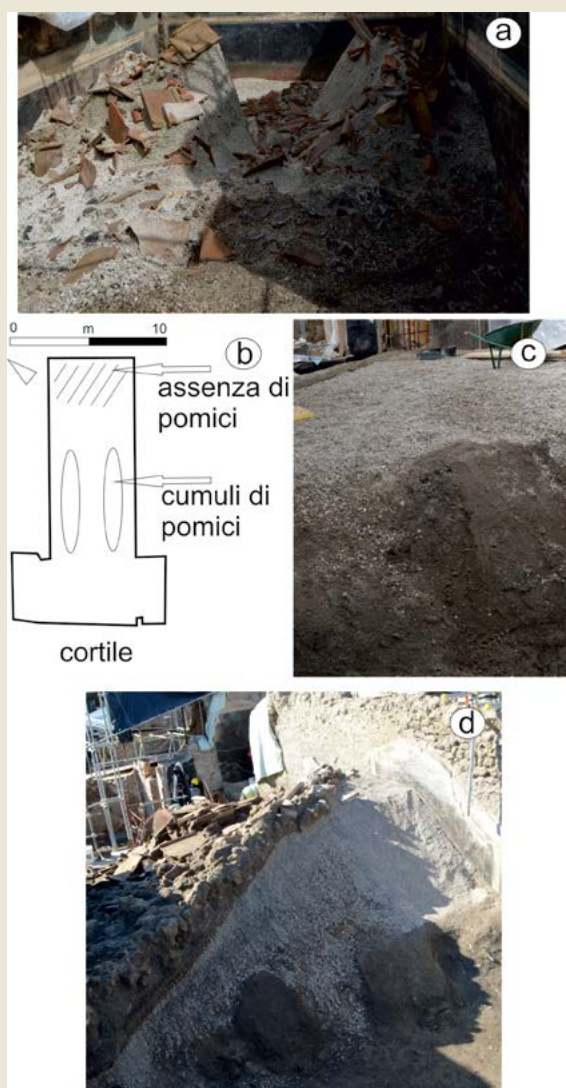 a
0 m 10
b
assenza di
pomici
cumuli di
pomici
cortile
c
d